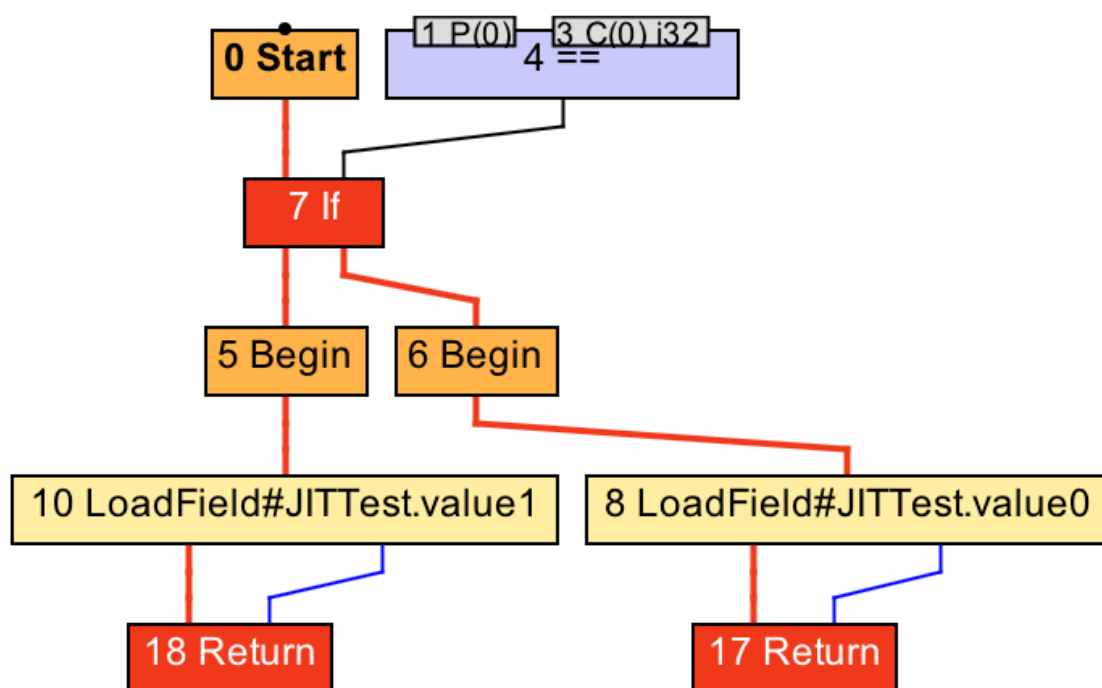 1 P(0)
3 C(0) i32
0 Start
4 ==
7 If
5 Begin
6 Begin
10 LoadField#JITTest.value1
8 LoadField#JITTest.value0
18 Return
17 Return